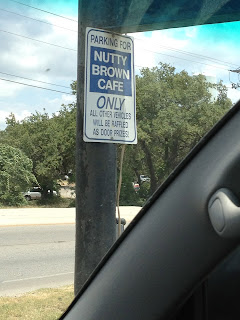 PARKING FOR
NUTTY
BROWN
CAFE
ONLY
ALL OTHER VEHICLES
WILL BE RAFFLED
AS DOOR PRIZES!